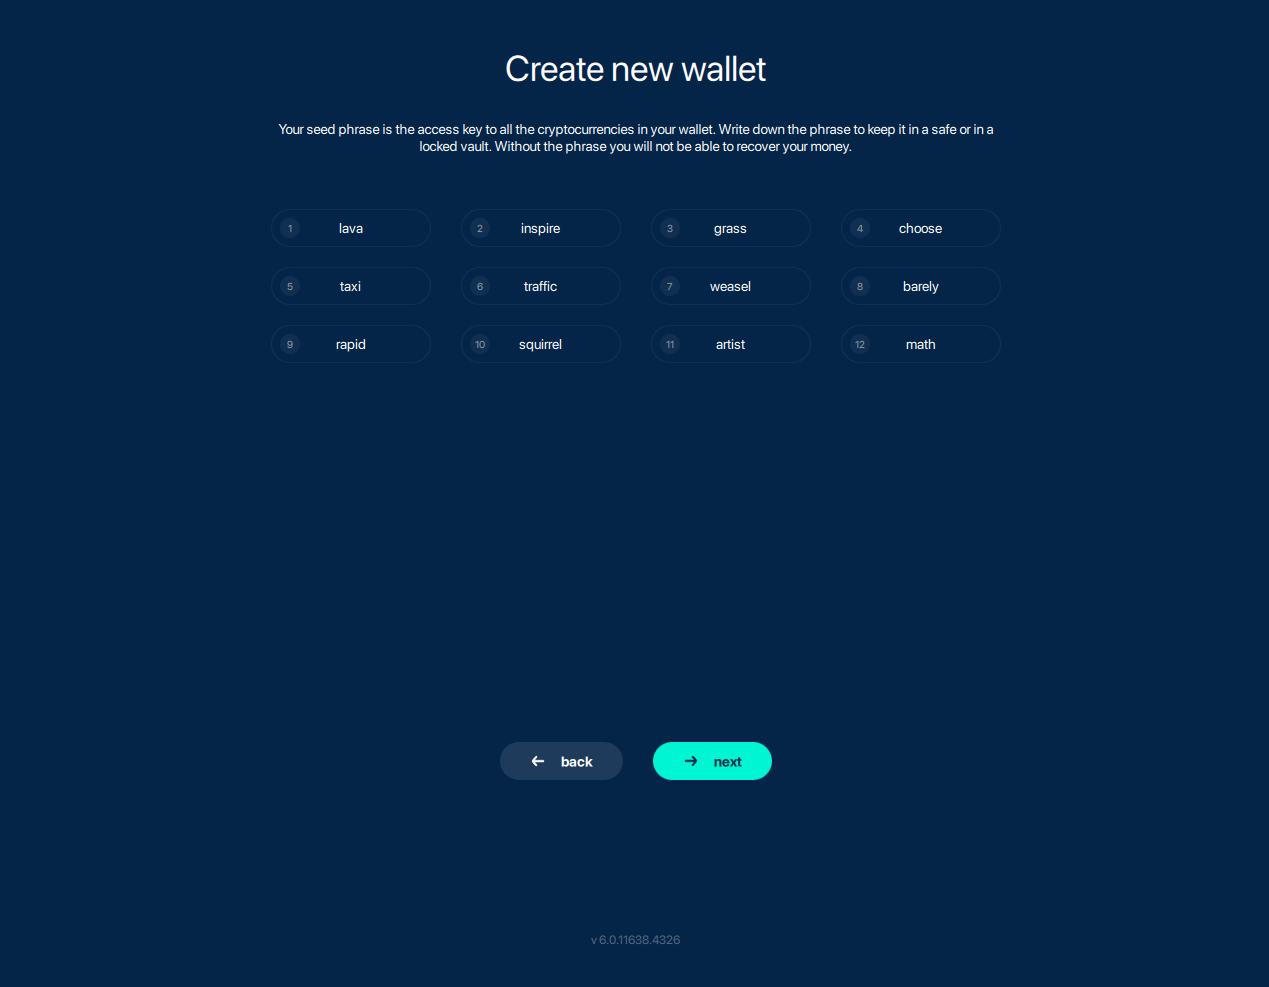 Create new wallet
Your seed phrase is the access key to all the cryptocurrencies in your wallet. Write down the phrase to keep it in a safe or in a
locked vault. Without the phrase you will not be able to recover your money.
1 lava 2 inspire 3 grass 4 choose
5 taxi 6 traffic 7 weasel 8 barely
9 rapid 10 squirrel 11 artist 12 math
back next
v 6.0.11638.4326